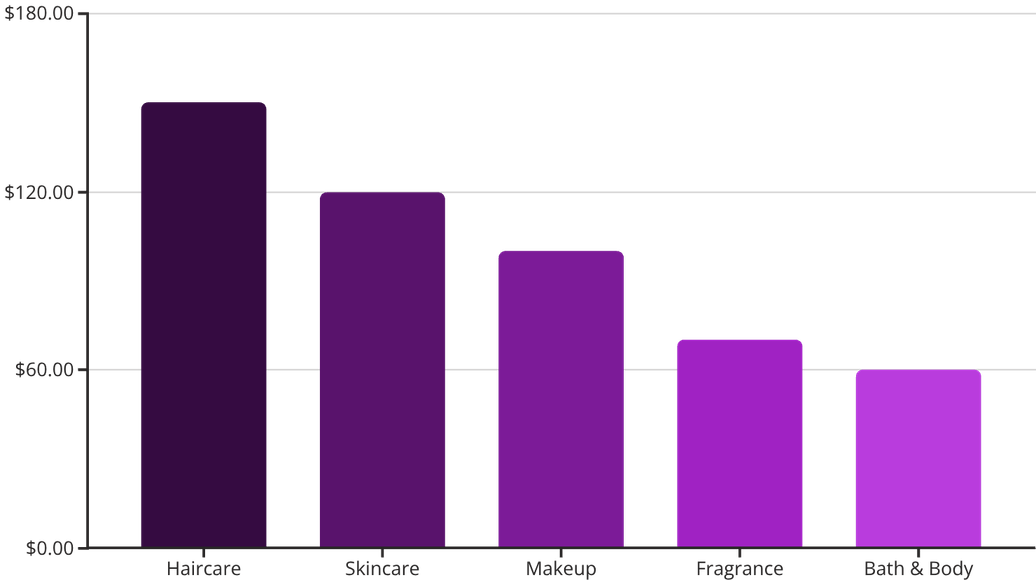 $180.00
$120.00
$60.00
$0.00
Haircare
Skincare
Makeup
Fragrance
Bath & Body